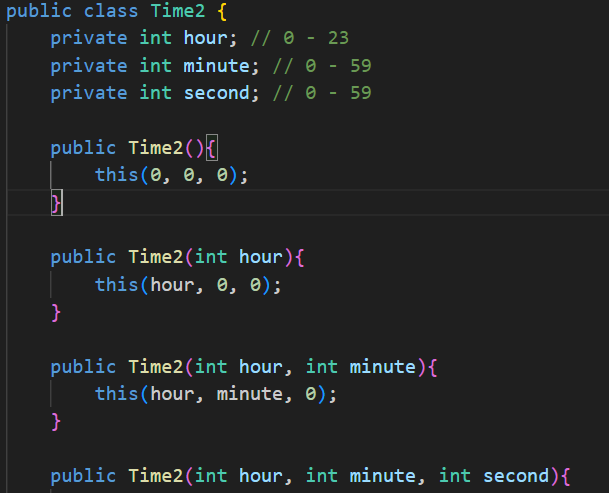 public class Time2 {
private int hour; // 0 - 23
private int minute; // 0 - 59
private int second; // 0 - 59
public Time2(){
this(0, 0, 0);
}
public Time2(int hour){
this(hour, 0, 0);
}
public Time2(int hour, int minute){
this(hour, minute, 0);
}
public Time2(int hour, int minute, int second){